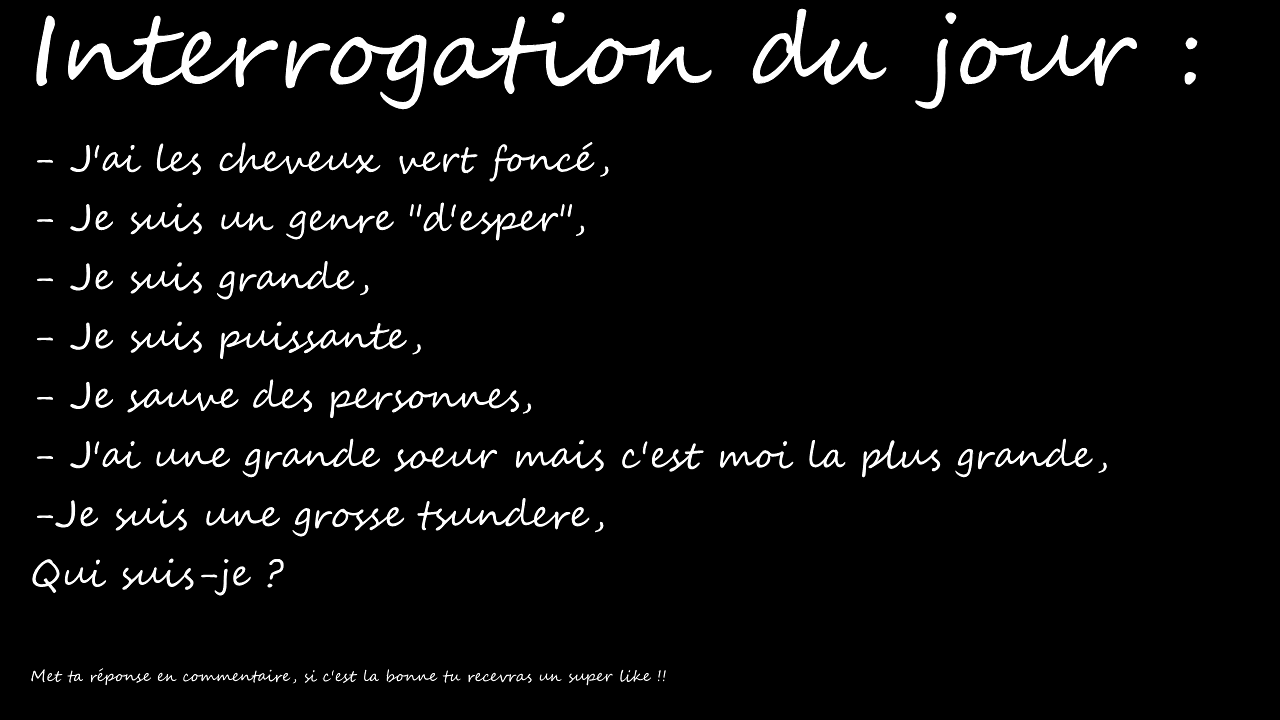 Interrogation du jour :
- J'ai les cheveux vert foncé,
- Je suis un genre "d'esper",
- Je suis grande,
- Je suis puissante,
- Je sauve des personnes,
- J'ai une grande soeur mais c'est moi la plus grande,
-Je suis une grosse tsundere,
Qui suis-je ?
Met ta réponse en commentaire, si c'est la bonne tu recevras un super like !!